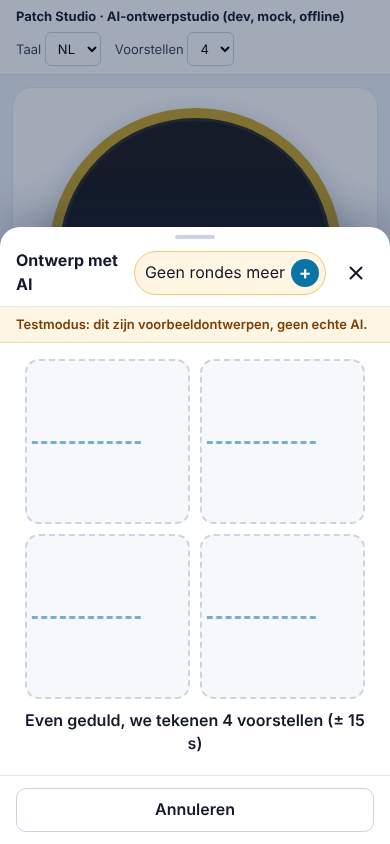 Patch Studio · AI-ontwerpstudio (dev, mock, offline)
Taal NL Voorstellen 4
Ontwerp met AI
Geen rondes meer +
Testmodus: dit zijn voorbeeldontwerpen, geen echte AI.
Even geduld, we tekenen 4 voorstellen (± 15
s)
Annuleren